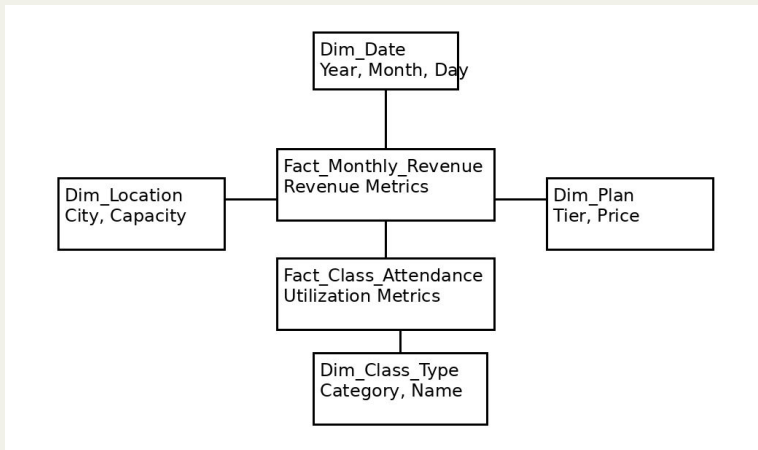 Dim_Date
Year, Month, Day
Fact_Monthly_Revenue
Revenue Metrics
Dim_Location
City, Capacity
Dim_Plan
Tier, Price
Fact_Class_Attendance
Utilization Metrics
Dim_Class_Type
Category, Name